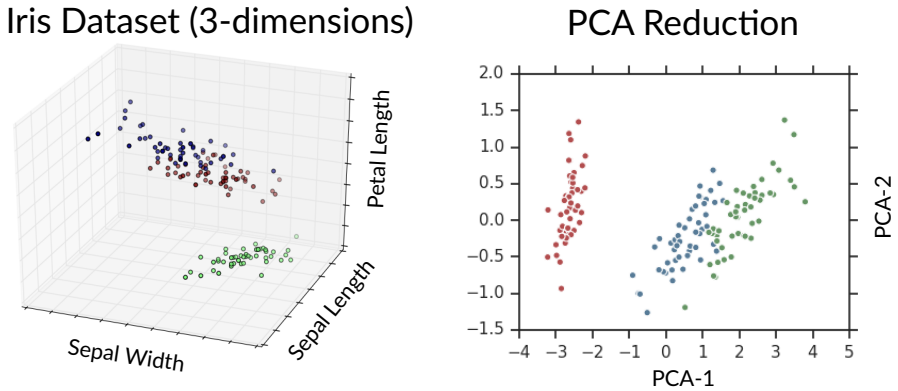 Iris Dataset (3-dimensions)
Petal Length
Sepal Length
Sepal Width
PCA Reduction
2.0
1.5
1.0
0.5
0.0
−0.5
−1.0
−1.5
−4 −3 −2 −1 0 1 2 3 4 5
PCA-1
PCA-2